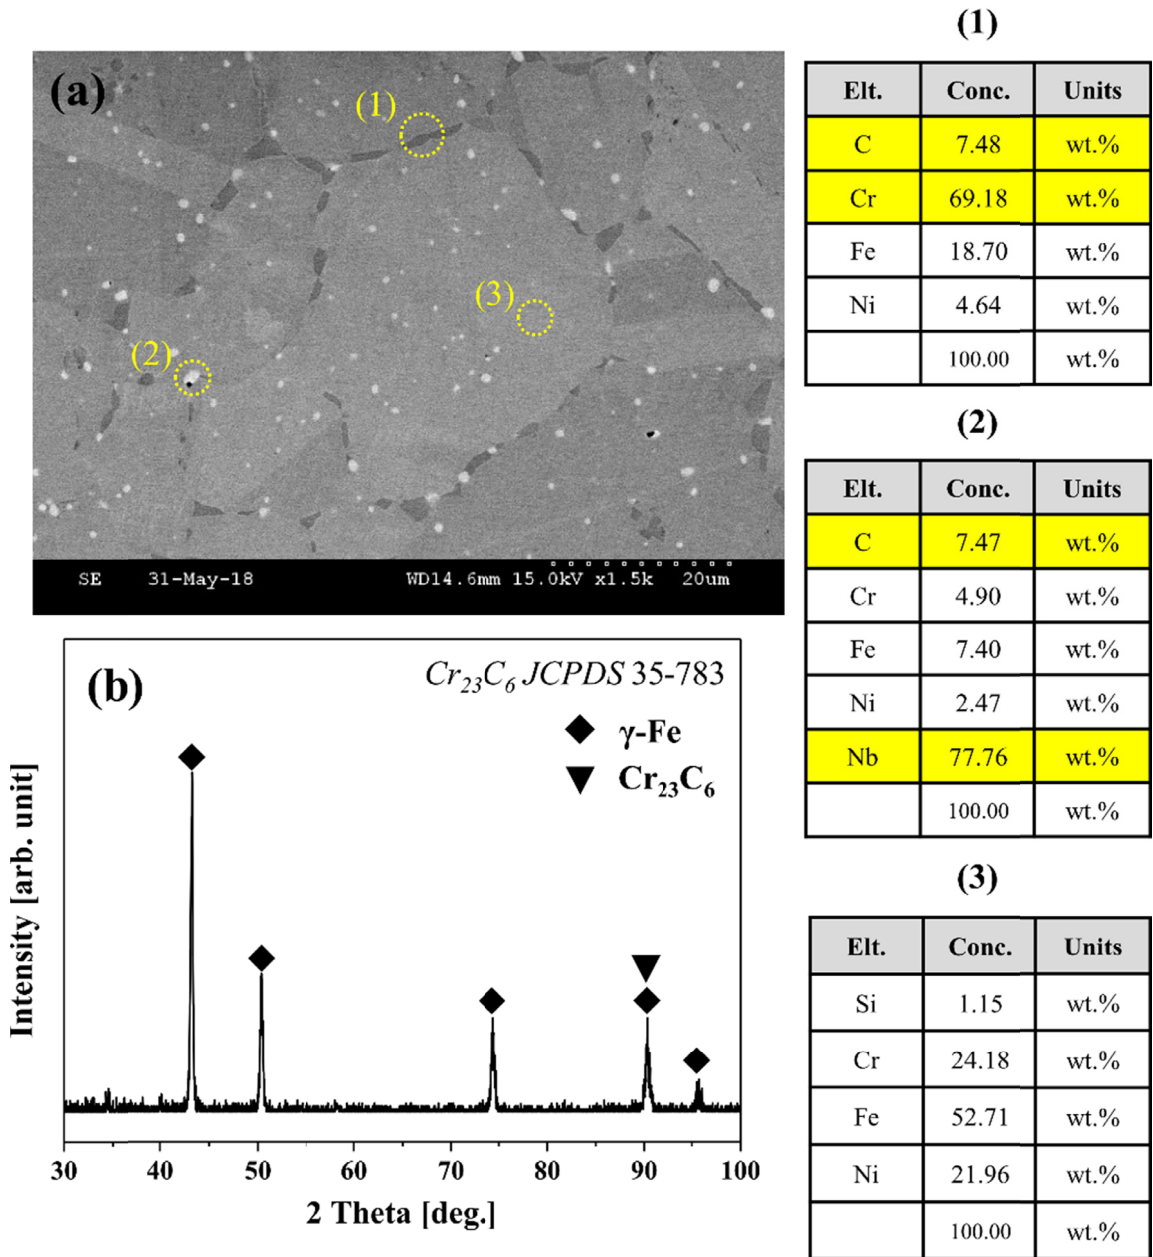 (a)
(1)
(2)
(3)
SE 31-May-18 WD14.6mm 15.0kV x1.5k 20um
(b)
Cr23C6 JCPDS 35-783
γ-Fe
Cr23C6
Intensity [arb. unit]
30 40 50 60 70 80 90 100
2 Theta [deg.]
(1)
Elt. Conc. Units
C 7.48 wt.%
Cr 69.18 wt.%
Fe 18.70 wt.%
Ni 4.64 wt.%
100.00 wt.%
(2)
Elt. Conc. Units
C 7.47 wt.%
Cr 4.90 wt.%
Fe 7.40 wt.%
Ni 2.47 wt.%
Nb 77.76 wt.%
100.00 wt.%
(3)
Elt. Conc. Units
Si 1.15 wt.%
Cr 24.18 wt.%
Fe 52.71 wt.%
Ni 21.96 wt.%
100.00 wt.%